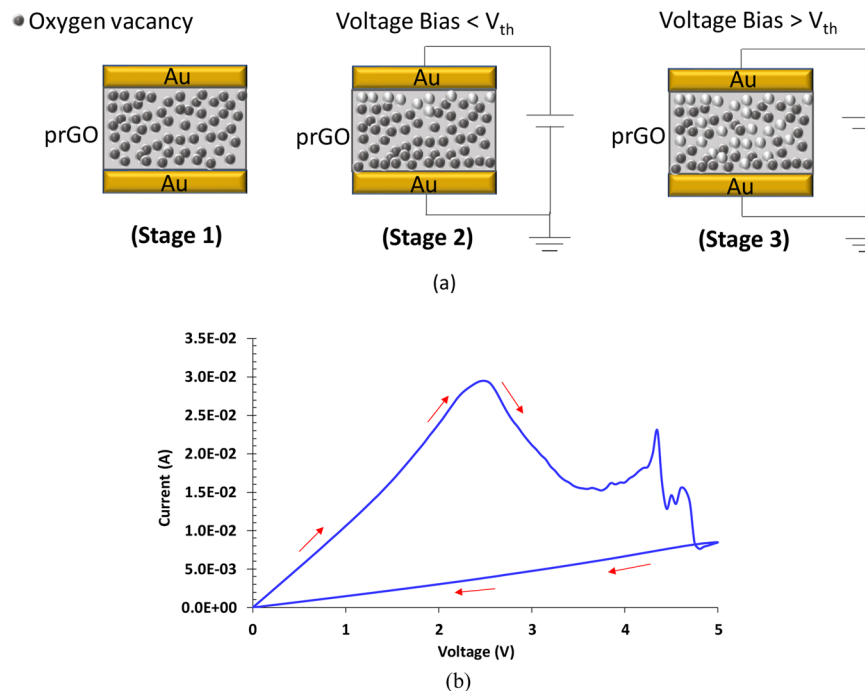 Oxygen vacancy
Voltage Bias < Vth
Voltage Bias > Vth
Au
Au
Au
prGO
prGO
prGO
Au
Au
Au
(Stage 1)
(Stage 2)
(Stage 3)
(a)
3.5E-02
3.0E-02
2.5E-02
2.0E-02
1.5E-02
1.0E-02
5.0E-03
0.0E+00
Current (A)
0
1
2
3
4
5
Voltage (V)
(b)